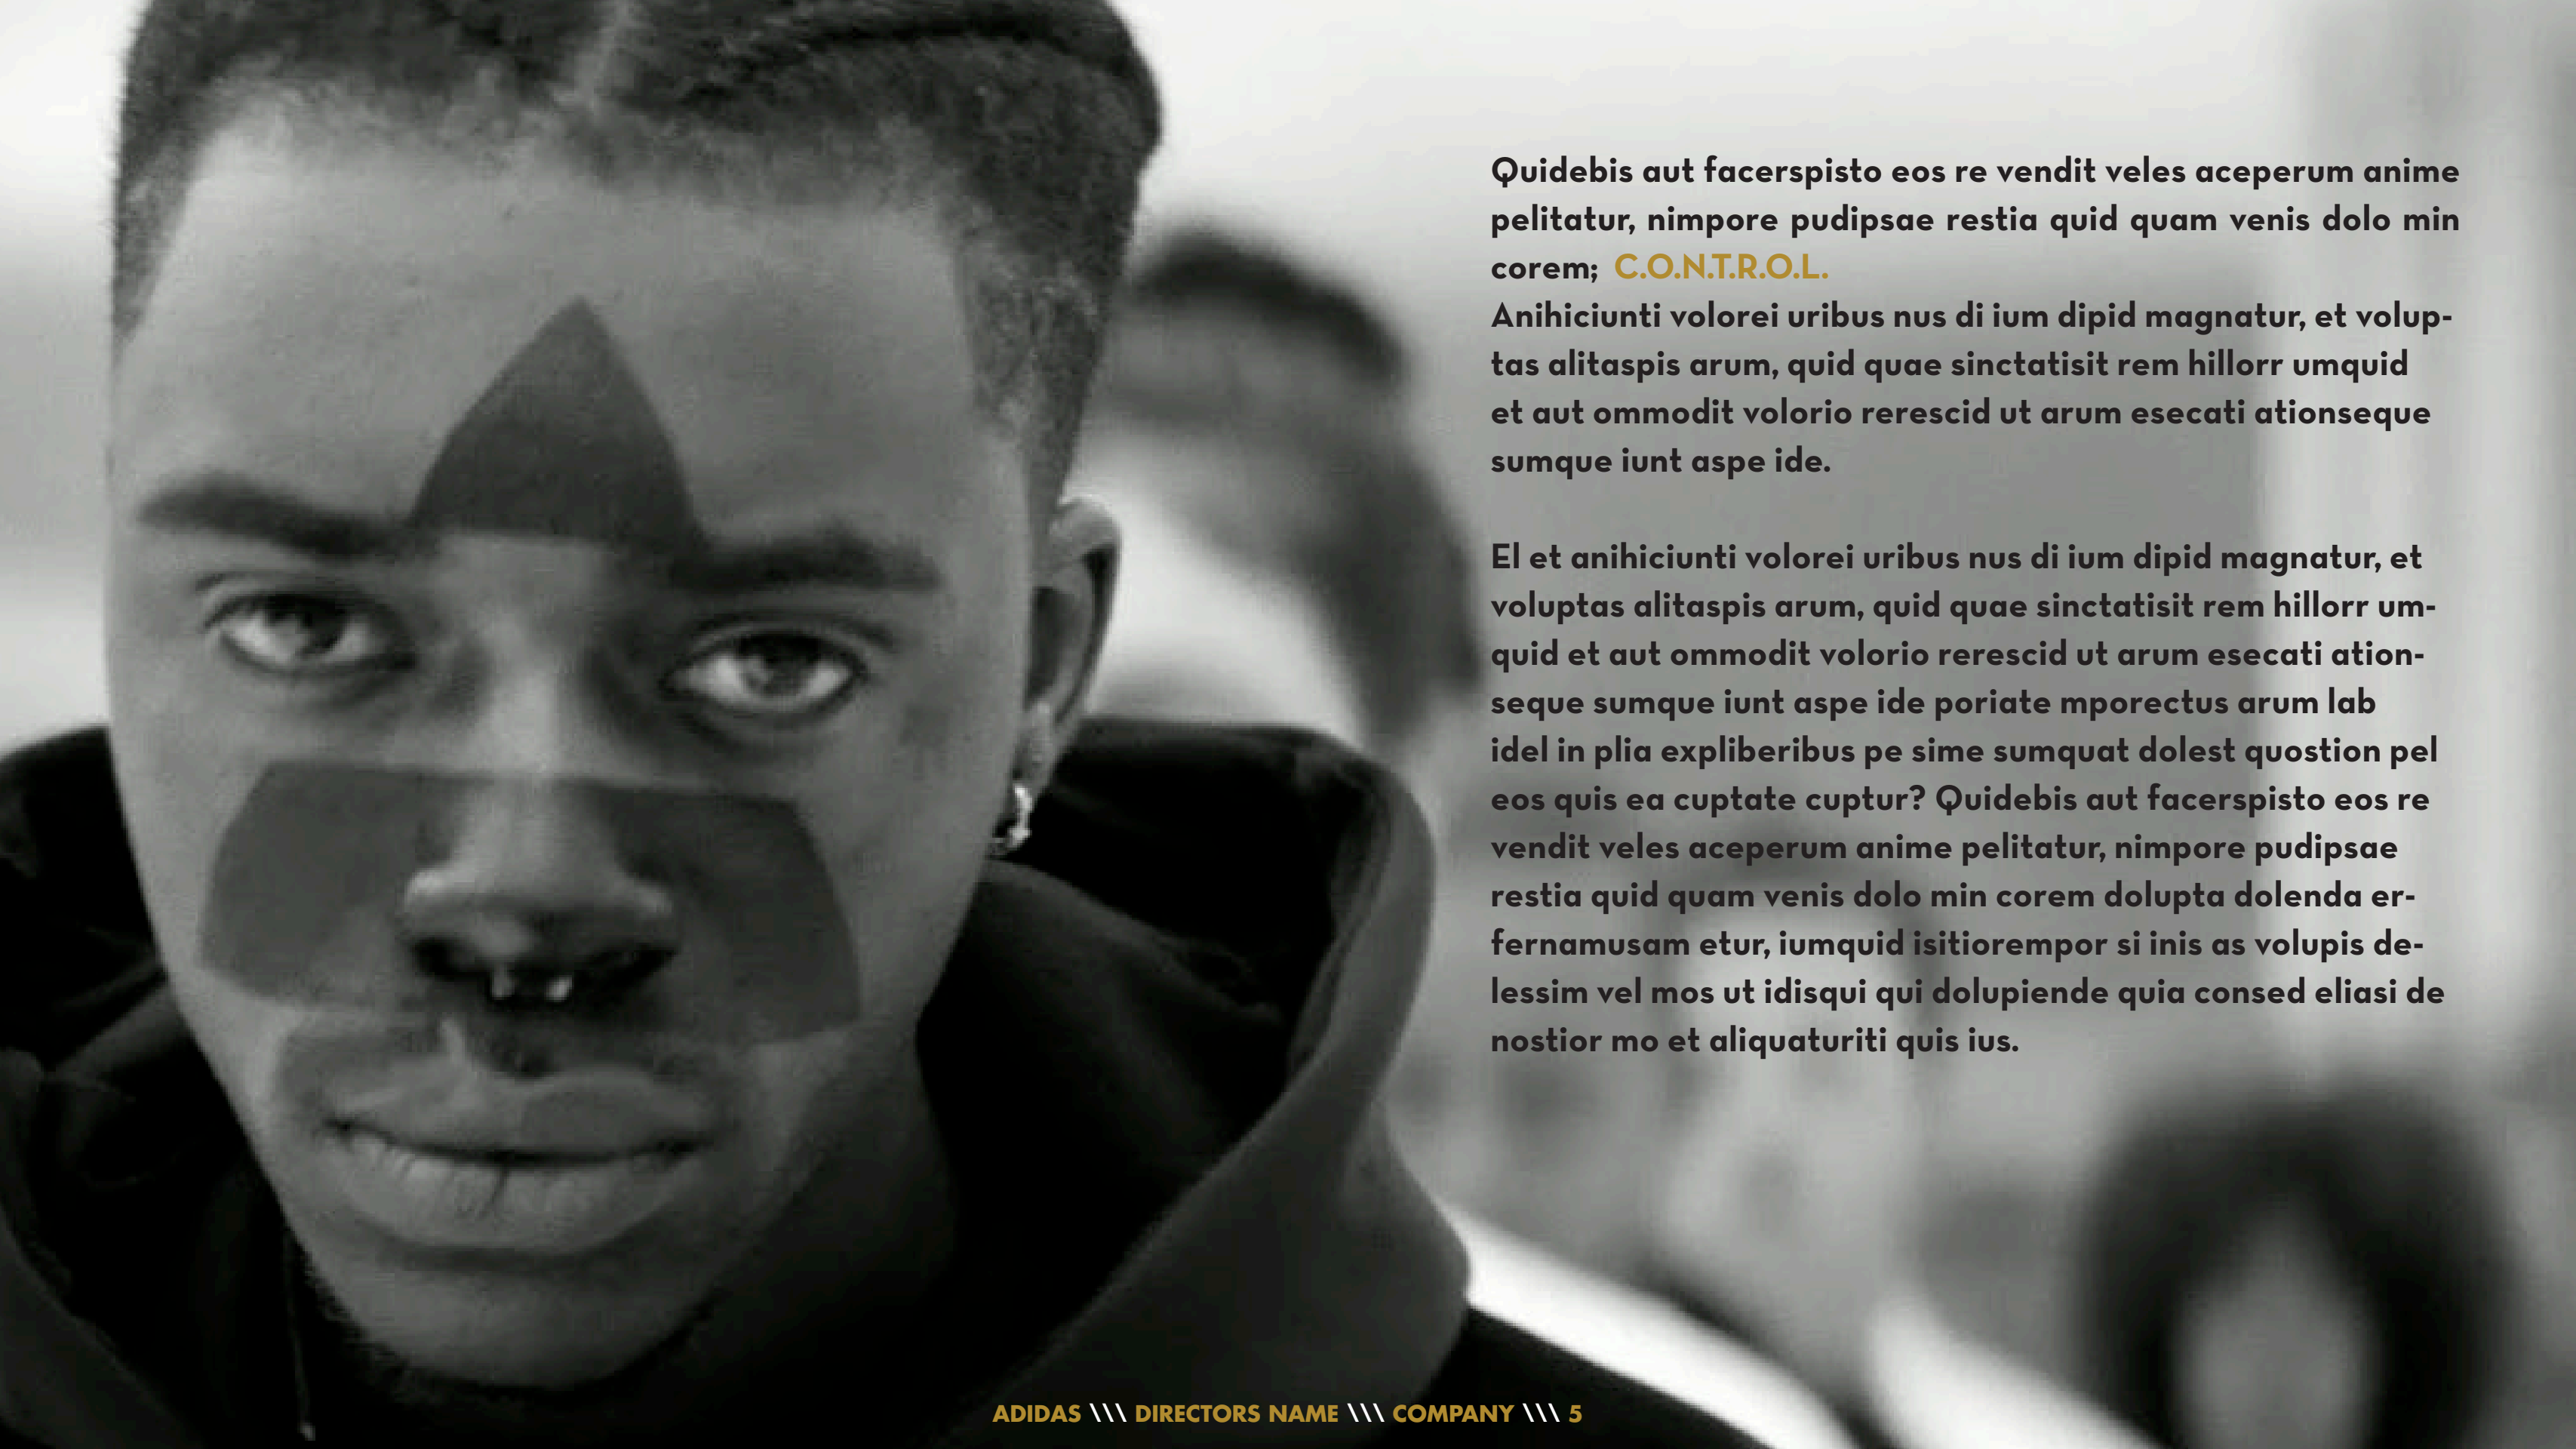 Quidebis aut facerspisto eos re vendit veles aceperum anime
pelitatur, nimpore pudipsae restia quid quam venis dolo min
corem; C.O.N.T.R.O.L.
Anihiciunti volorei uribus nus di ium dipid magnatur, et volup-
tas alitaspis arum, quid quae sinctatisit rem hillorr umquid
et aut ommodit volorio rerescid ut arum esecati ationseque
sumque iunt aspe ide.
El et anihiciunti volorei uribus nus di ium dipid magnatur, et
voluptas alitaspis arum, quid quae sinctatisit rem hillorr um-
quid et aut ommodit volorio rerescid ut arum esecati ation-
seque sumque iunt aspe ide poriate mporectus arum lab
idel in plia expliberibus pe sime sumquat dolest quostion pel
eos quis ea cuptate cuptur? Quidebis aut facerspisto eos re
vendit veles aceperum anime pelitatur, nimpore pudipsae
restia quid quam venis dolo min corem dolupta dolenda er-
fernamusam etur, iumquid isitiorempor si inis as volupis de-
lessim vel mos ut idisqui qui dolupiende quia consed eliasi de
nostior mo et aliquaturiti quis ius.
ADIDAS \\\ DIRECTORS NAME \\\ COMPANY \\\ 5